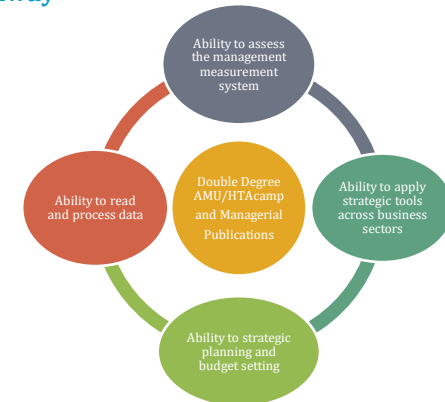 Ability to assess
the management
measurement
system
Ability to read
and process data
Double Degree
AMU/HTAcamp
and Managerial
Publications
Ability to apply
strategic tools
across business
sectors
Ability to strategic
planning and
budget setting